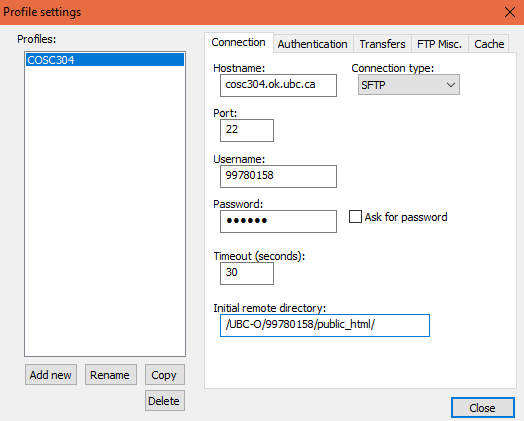 Profile settings
Profiles:
COSC304
Add new
Rename
Copy
Delete
Connection
Authentication
Transfers
FTP Misc.
Cache
Hostname:
Connection type:
cosc304.ok.ubc.ca
SFTP
Port:
22
Username:
99780158
Password:
●●●●●●
Ask for password
Timeout (seconds):
30
Initial remote directory:
/UBC-O/99780158/public_html/
Close